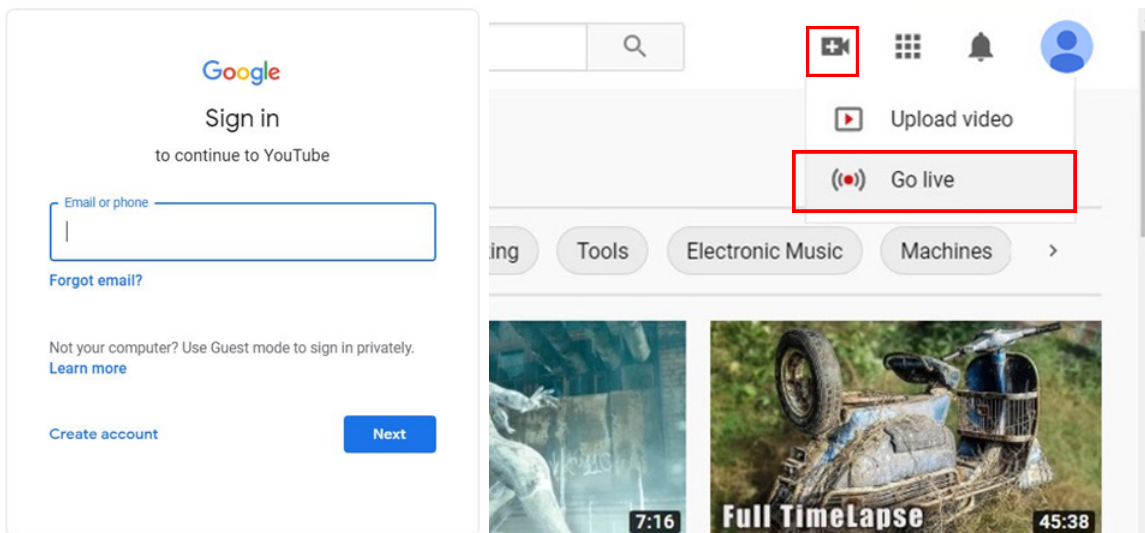 Google
Sign in
to continue to YouTube
Email or phone
Forgot email?
Not your computer? Use Guest mode to sign in privately.
Learn more
Create account
Next
Upload video
Go live
ing
Tools
Electronic Music
Machines
7:16
Full TimeLapse
45:38